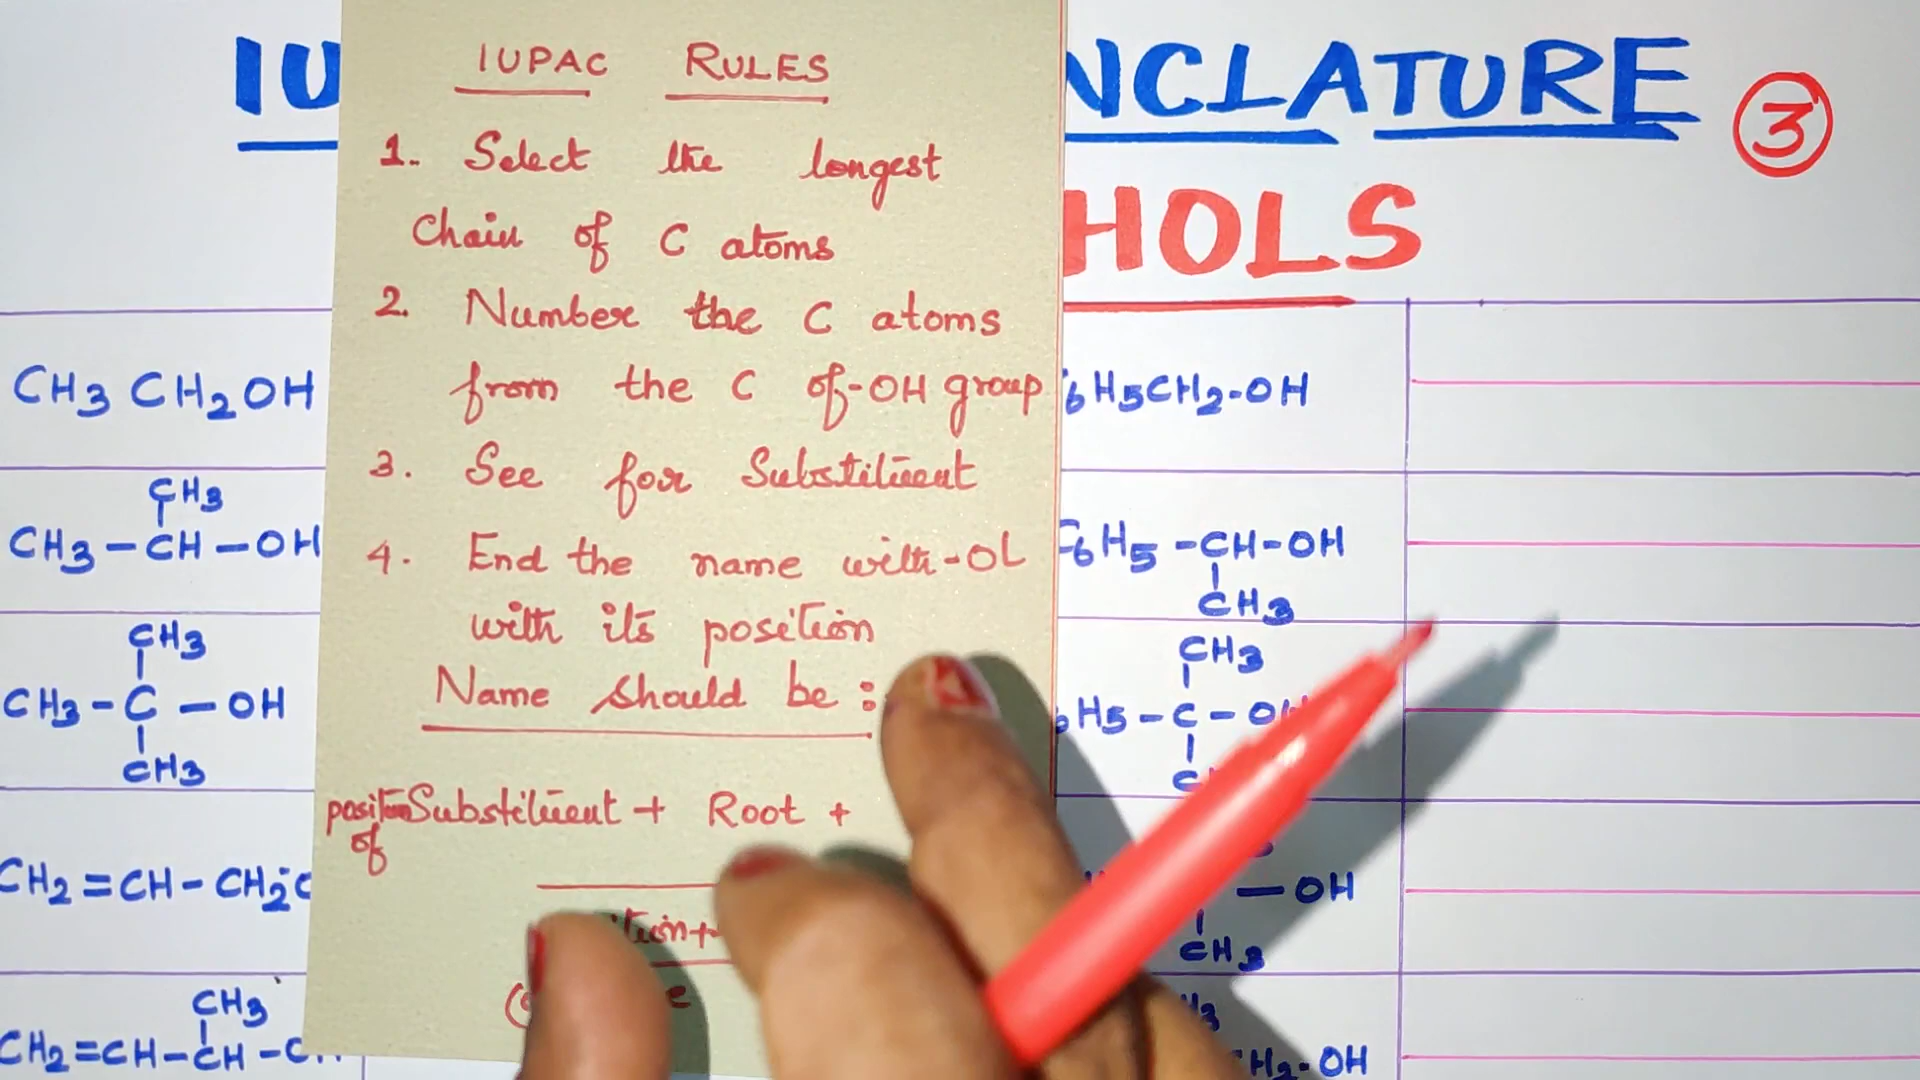 IU
NCLATURE
3
HOLS
IUPAC RULES
1. Select the longest
Chain of C atoms
2. Number the C atoms
from the C of -OH group
3. See for Substituent
4. End the name with -OL
with its position
Name should be :
position Substituent + Root +
of
CH3 CH2OH
CH3
CH3 – CH – OH
CH3
CH3 – C – OH
CH3
CH2 = CH – CH2
CH3
CH2 = CH – CH –
6H5CH2-OH
C6H5 – CH – OH
CH3
CH3
6H5 – C –
– OH
CH3
H2-OH